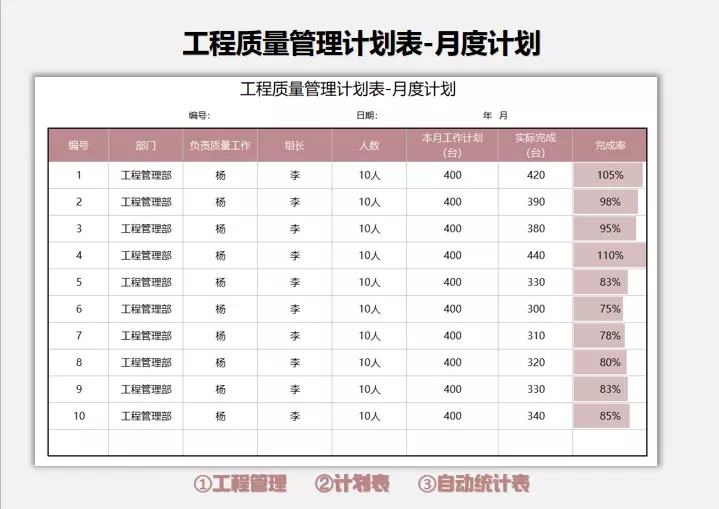 工程质量管理计划表-月度计划
工程质量管理计划表-月度计划
编号: 日期: 年 月
编号 部门 负责质量工作 组长 人数 本月工作计划（台） 实际完成（台） 完成率
1 工程管理部 杨 李 10人 400 420 105%
2 工程管理部 杨 李 10人 400 390 98%
3 工程管理部 杨 李 10人 400 380 95%
4 工程管理部 杨 李 10人 400 440 110%
5 工程管理部 杨 李 10人 400 330 83%
6 工程管理部 杨 李 10人 400 300 75%
7 工程管理部 杨 李 10人 400 310 78%
8 工程管理部 杨 李 10人 400 320 80%
9 工程管理部 杨 李 10人 400 330 83%
10 工程管理部 杨 李 10人 400 340 85%
①工程管理 ②计划表 ③自动统计表